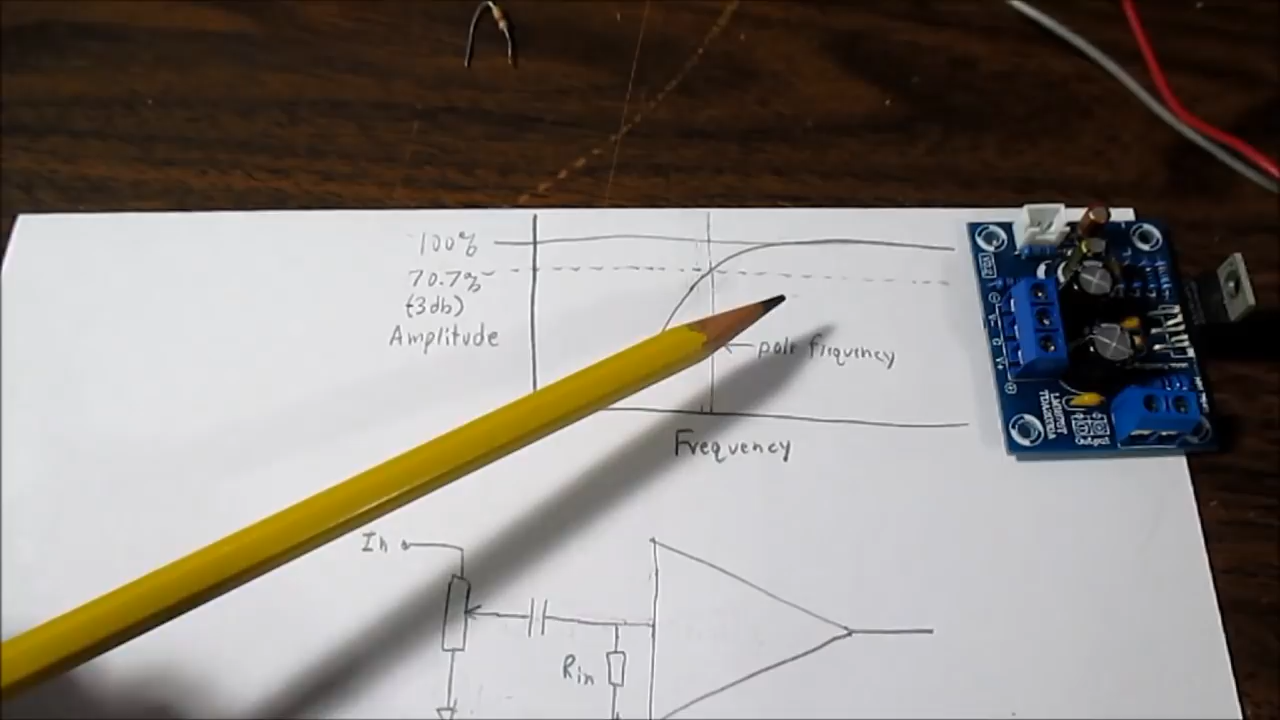 100%
70.7%
(3db)
Amplitude
pole frequency
Frequency
In
Rin